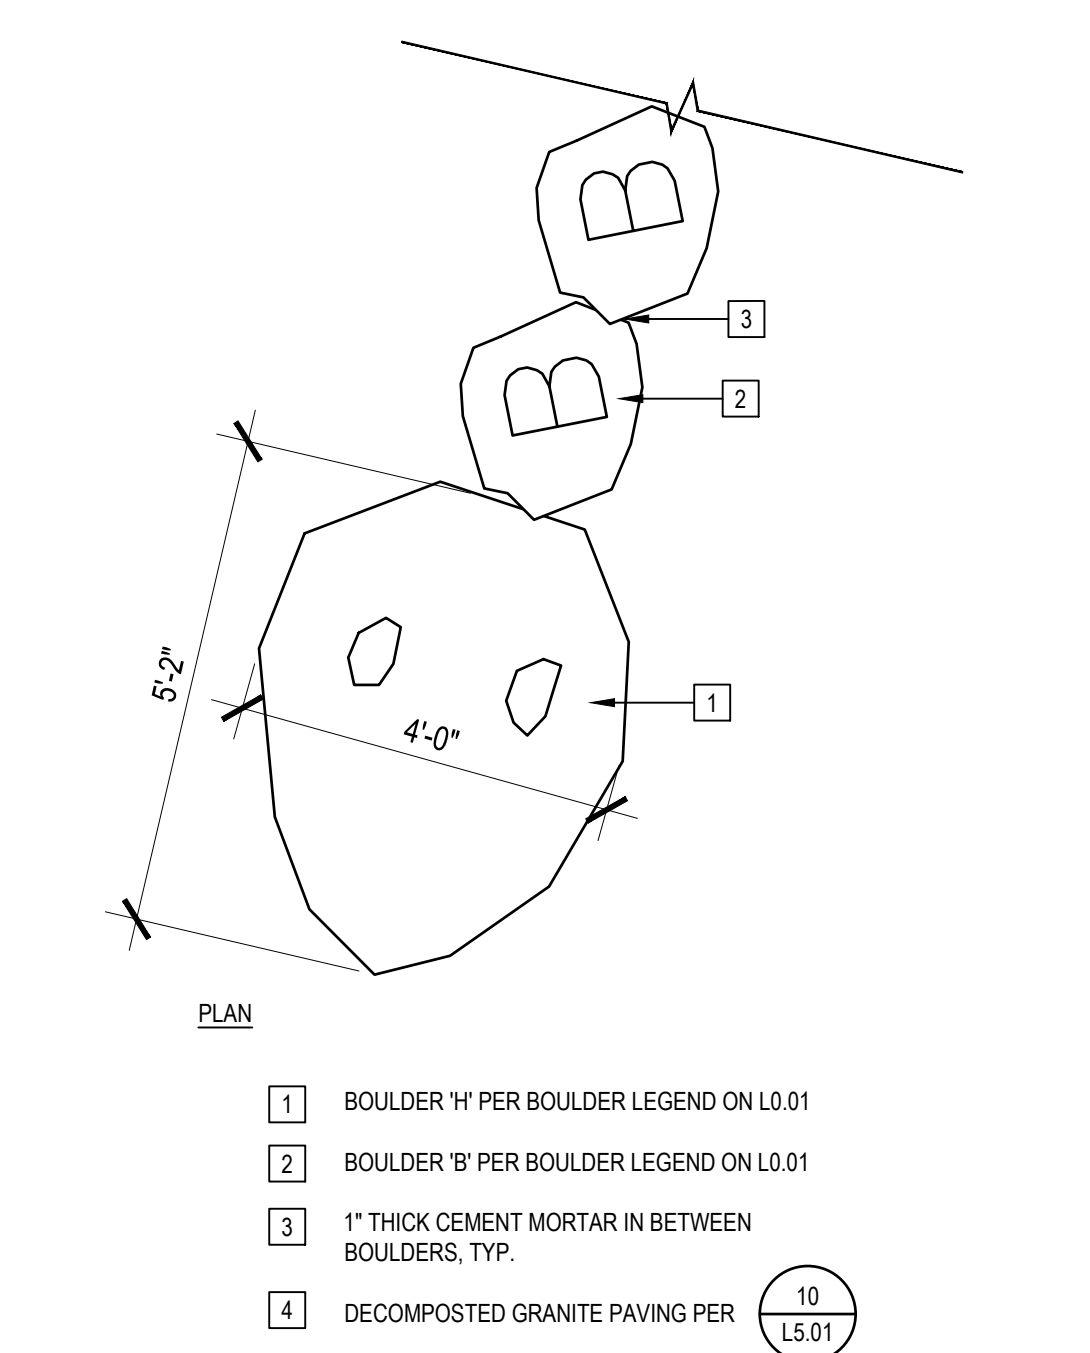 B
3
B
2
5'-2"
4'-0"
1
PLAN
1 BOULDER 'H' PER BOULDER LEGEND ON L0.01
2 BOULDER 'B' PER BOULDER LEGEND ON L0.01
3 1" THICK CEMENT MORTAR IN BETWEEN
BOULDERS, TYP.
4 DECOMPOSTED GRANITE PAVING PER
10
L5.01